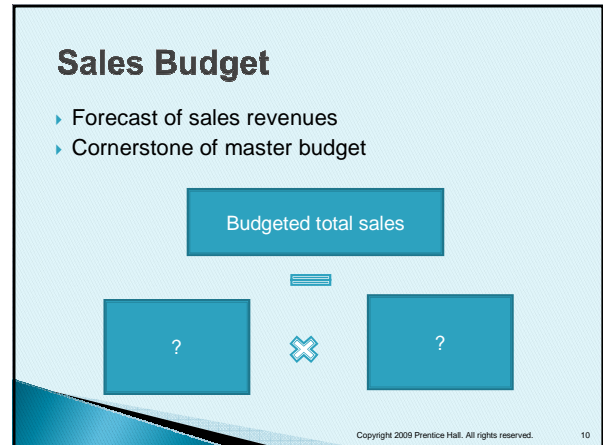 Sales Budget
Forecast of sales revenues
Cornerstone of master budget
Budgeted total sales
=
? × ?
Copyright 2009 Prentice Hall. All rights reserved. 10